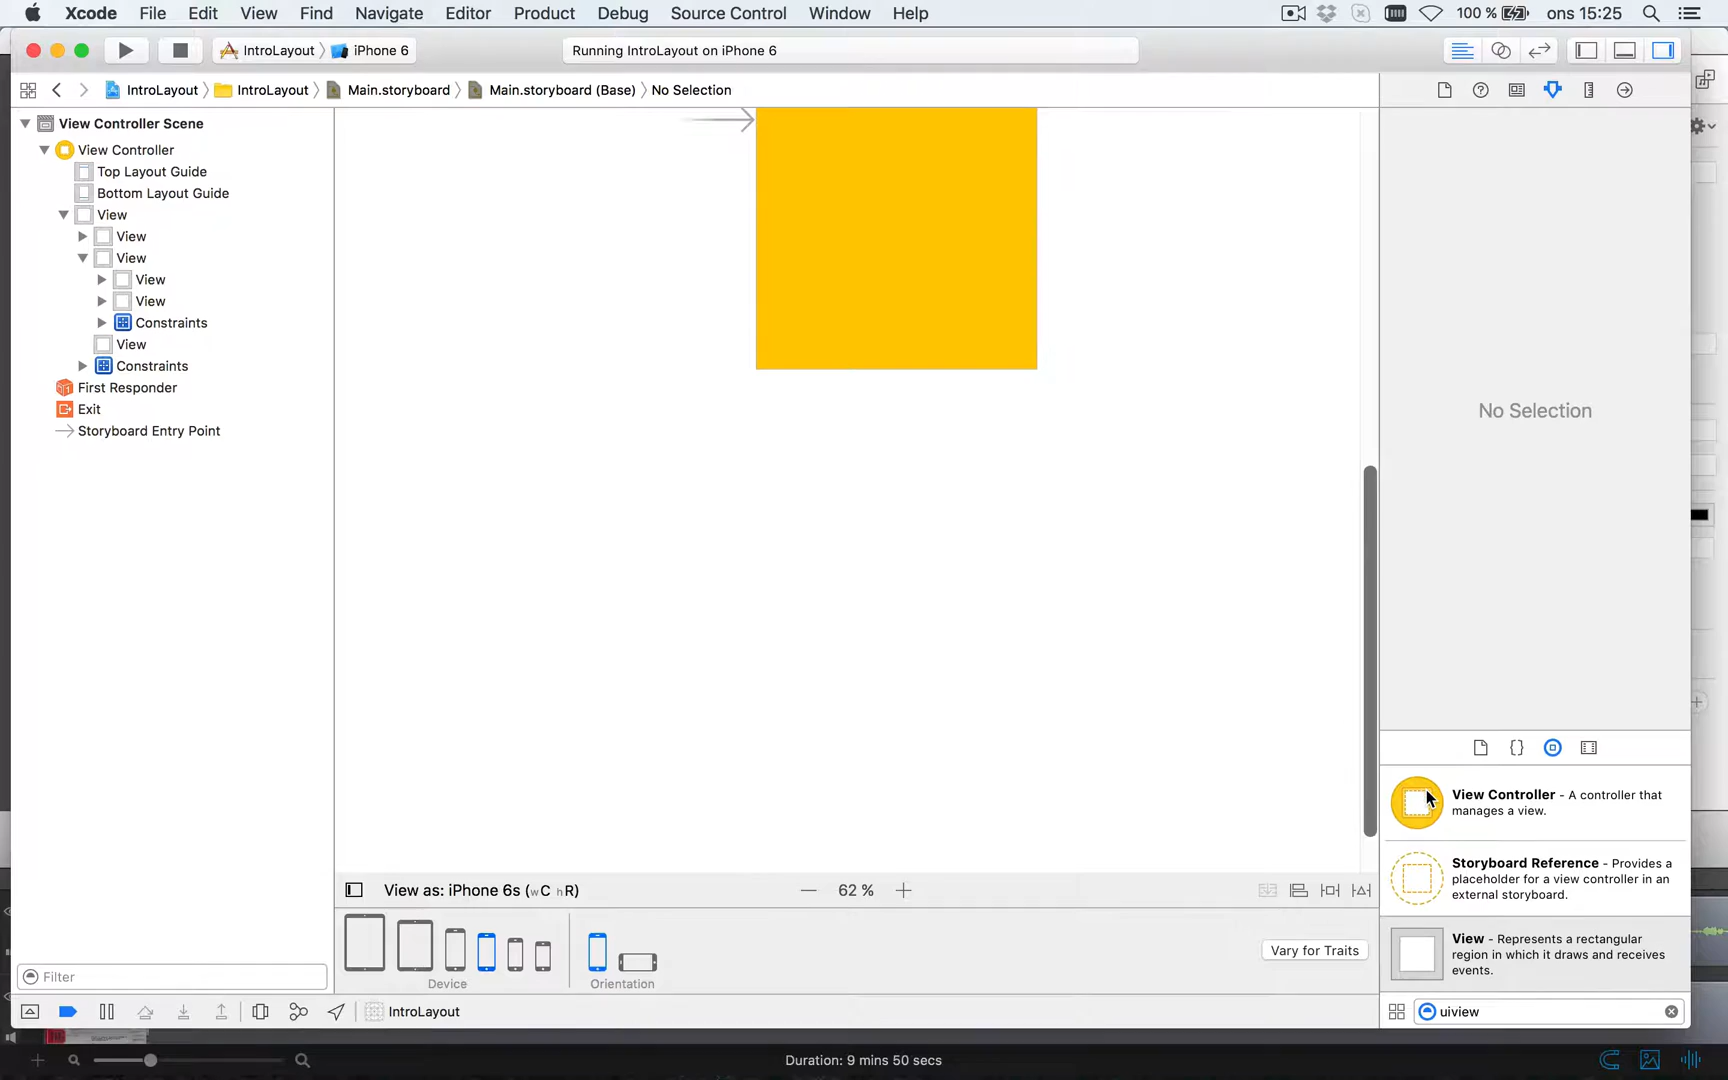 Xcode File Edit View Find Navigate Editor Product Debug Source Control Window Help 100 % ons 15:25
IntroLayout iPhone 6 Running IntroLayout on iPhone 6
IntroLayout IntroLayout Main.storyboard Main.storyboard (Base) No Selection
View Controller Scene
View Controller
Top Layout Guide
Bottom Layout Guide
View
View
View
View
View
Constraints
View
Constraints
First Responder
Exit
Storyboard Entry Point
No Selection
View Controller - A controller that
manages a view.
Storyboard Reference - Provides a
placeholder for a view controller in an
external storyboard.
View - Represents a rectangular
region in which it draws and receives
events.
View as: iPhone 6s (wC hR) 62 %
Vary for Traits
Device Orientation
Filter
IntroLayout
uiview
Duration: 9 mins 50 secs